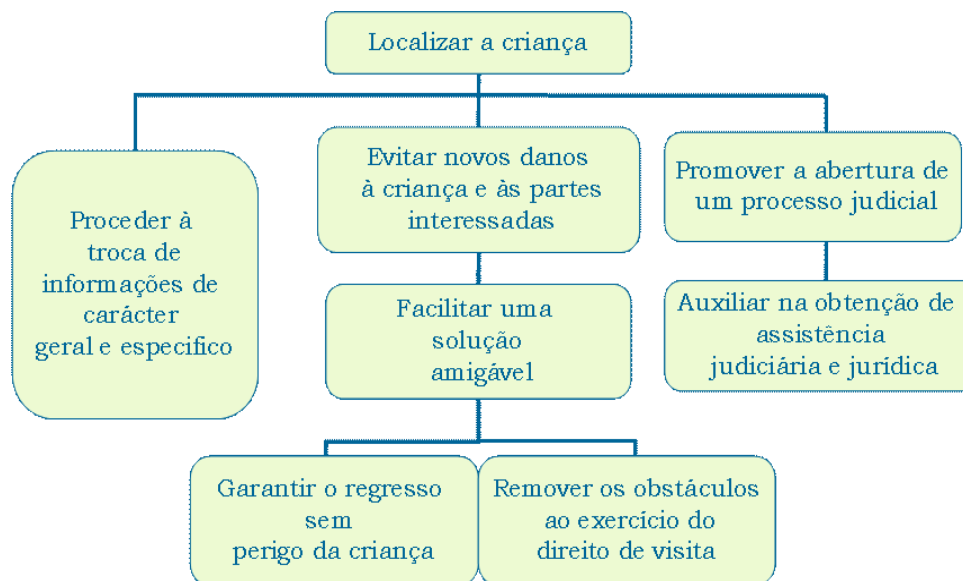 Localizar a criança
Proceder à
troca de
informações de
carácter
geral e especifico
Evitar novos danos
à criança e às partes
interessadas
Promover a abertura de
um processo judicial
Facilitar uma
solução
amigável
Auxiliar na obtenção de
assistência
judiciária e jurídica
Garantir o regresso
sem
perigo da criança
Remover os obstáculos
ao exercício do
direito de visita